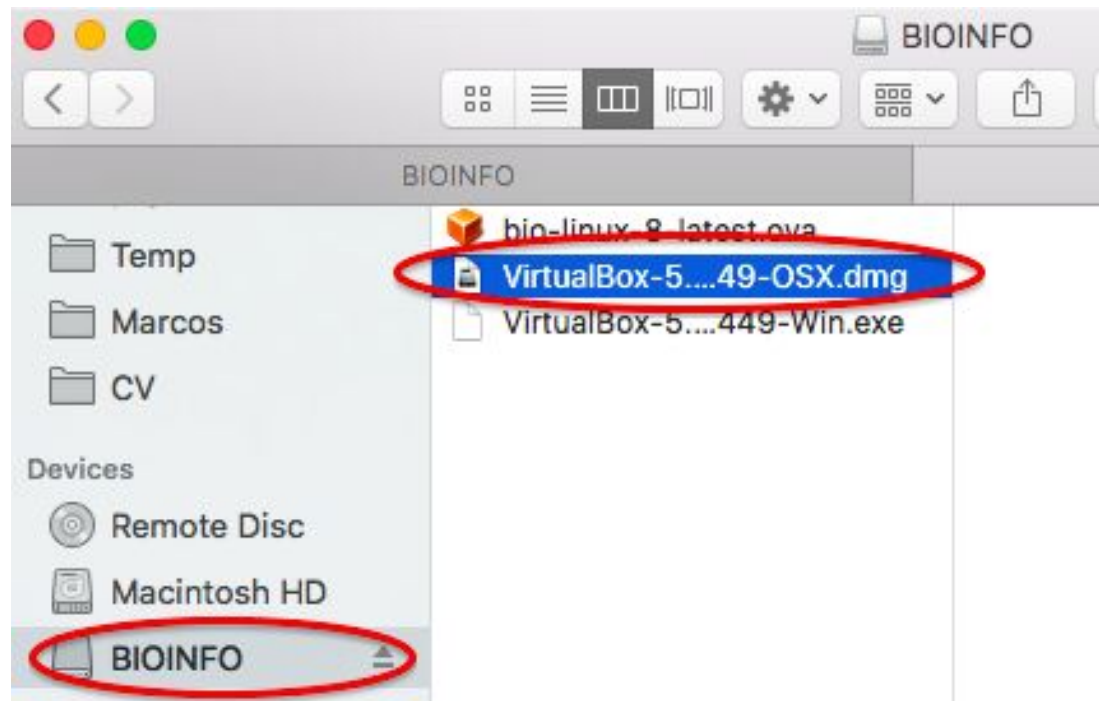 BIOINFO
BIOINFO
Temp
Marcos
CV
Devices
Remote Disc
Macintosh HD
BIOINFO
bio-linux-8-latest.ova
VirtualBox-5....49-OSX.dmg
VirtualBox-5....449-Win.exe